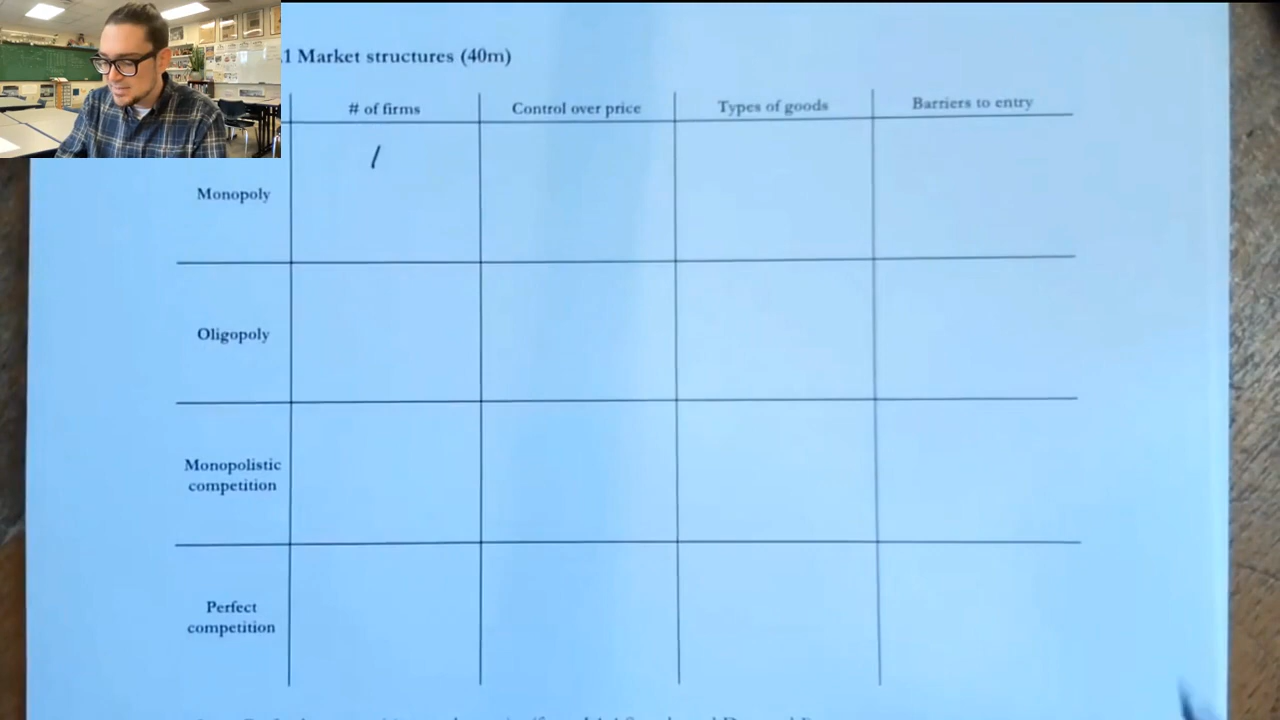 .1 Market structures (40m)
# of firms
Control over price
Types of goods
Barriers to entry
1
Monopoly
Oligopoly
Monopolistic
competition
Perfect
competition